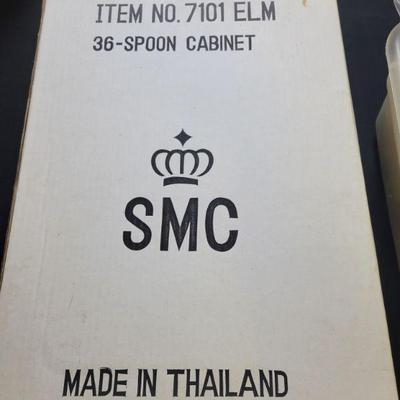 ITEM NO. 7101 ELM
36-SPOON CABINET
SMC
MADE IN THAILAND